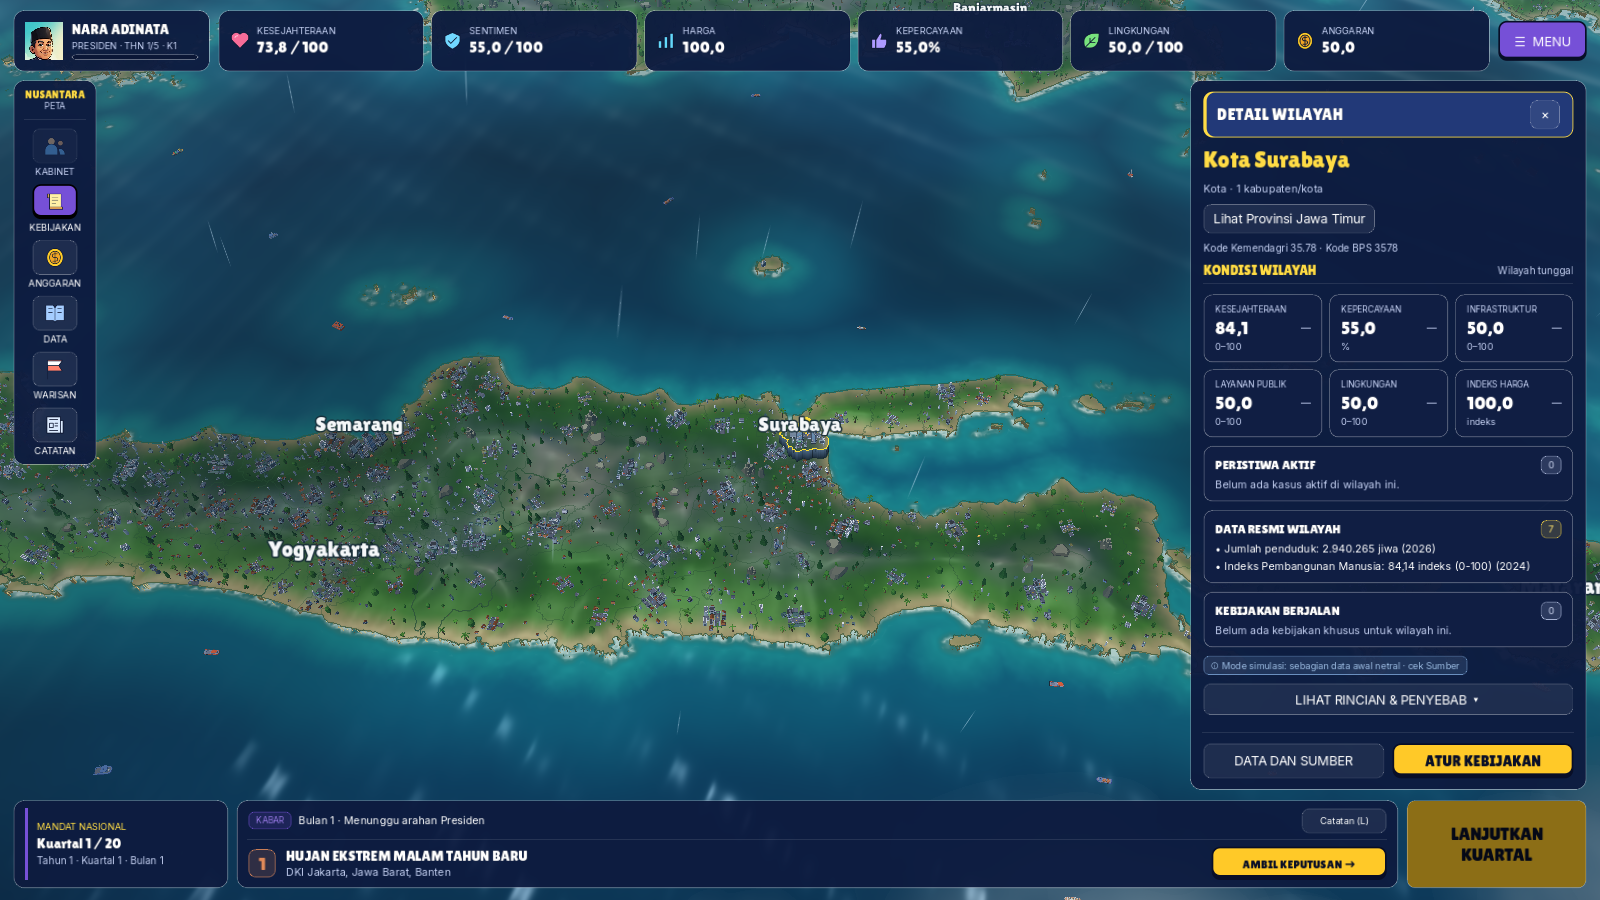 Banjarmasin
NARA ADINATA
PRESIDEN · THN 1/5 · K1
KESEJAHTERAAN
73,8 / 100
SENTIMEN
55,0 / 100
HARGA
100,0
KEPERCAYAAN
55,0%
LINGKUNGAN
50,0 / 100
ANGGARAN
50,0
☰ MENU
NUSANTARA
PETA
KABINET
KEBIJAKAN
ANGGARAN
DATA
WARISAN
CATATAN
Semarang
Surabaya
Yogyakarta
DETAIL WILAYAH
×
Kota Surabaya
Kota · 1 kabupaten/kota
Lihat Provinsi Jawa Timur
Kode Kemendagri 35.78 · Kode BPS 3578
KONDISI WILAYAH
Wilayah tunggal
KESEJAHTERAAN
84,1 —
0–100
KEPERCAYAAN
55,0 —
%
INFRASTRUKTUR
50,0 —
0–100
LAYANAN PUBLIK
50,0 —
0–100
LINGKUNGAN
50,0 —
0–100
INDEKS HARGA
100,0 —
indeks
PERISTIWA AKTIF 0
Belum ada kasus aktif di wilayah ini.
DATA RESMI WILAYAH 7
• Jumlah penduduk: 2.940.265 jiwa (2026)
• Indeks Pembangunan Manusia: 84,14 indeks (0-100) (2024)
KEBIJAKAN BERJALAN 0
Belum ada kebijakan khusus untuk wilayah ini.
ⓘ Mode simulasi: sebagian data awal netral · cek Sumber
LIHAT RINCIAN & PENYEBAB ▾
DATA DAN SUMBER
ATUR KEBIJAKAN
MANDAT NASIONAL
Kuartal 1 / 20
Tahun 1 · Kuartal 1 · Bulan 1
KABAR Bulan 1 · Menunggu arahan Presiden
Catatan (L)
1 HUJAN EKSTREM MALAM TAHUN BARU
DKI Jakarta, Jawa Barat, Banten
AMBIL KEPUTUSAN →
LANJUTKAN
KUARTAL